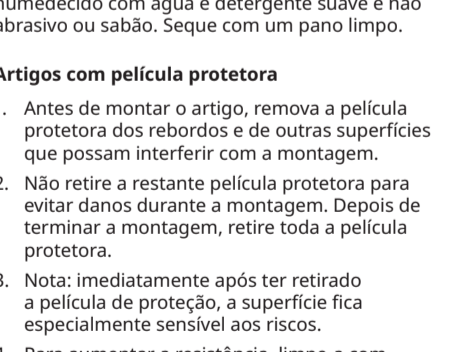 humedecido com água e detergente suave e não
abrasivo ou sabão. Seque com um pano limpo.
Artigos com película protetora
. Antes de montar o artigo, remova a película
protetora dos rebordos e de outras superfícies
que possam interferir com a montagem.
2. Não retire a restante película protetora para
evitar danos durante a montagem. Depois de
terminar a montagem, retire toda a película
protetora.
3. Nota: imediatamente após ter retirado
a película de proteção, a superfície fica
especialmente sensível aos riscos.